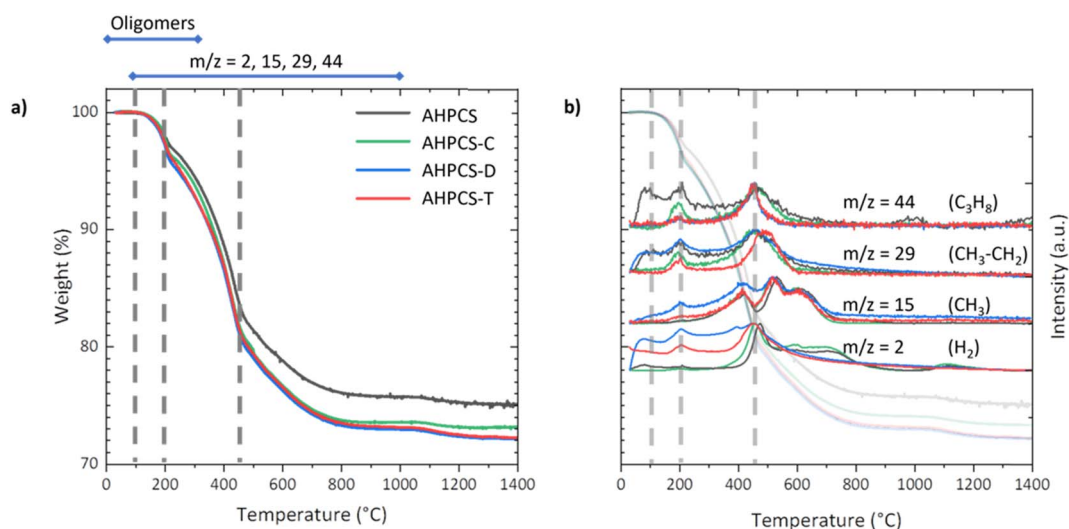 Oligomers
m/z = 2, 15, 29, 44
a)
100
90
80
70
Weight (%)
AHPCS
AHPCS-C
AHPCS-D
AHPCS-T
0 200 400 600 800 1000 1200 1400
Temperature (°C)
b)
m/z = 44 (C₃H₈)
m/z = 29 (CH₃-CH₂)
m/z = 15 (CH₃)
m/z = 2 (H₂)
Intensity (a.u.)
0 200 400 600 800 1000 1200 1400
Temperature (°C)